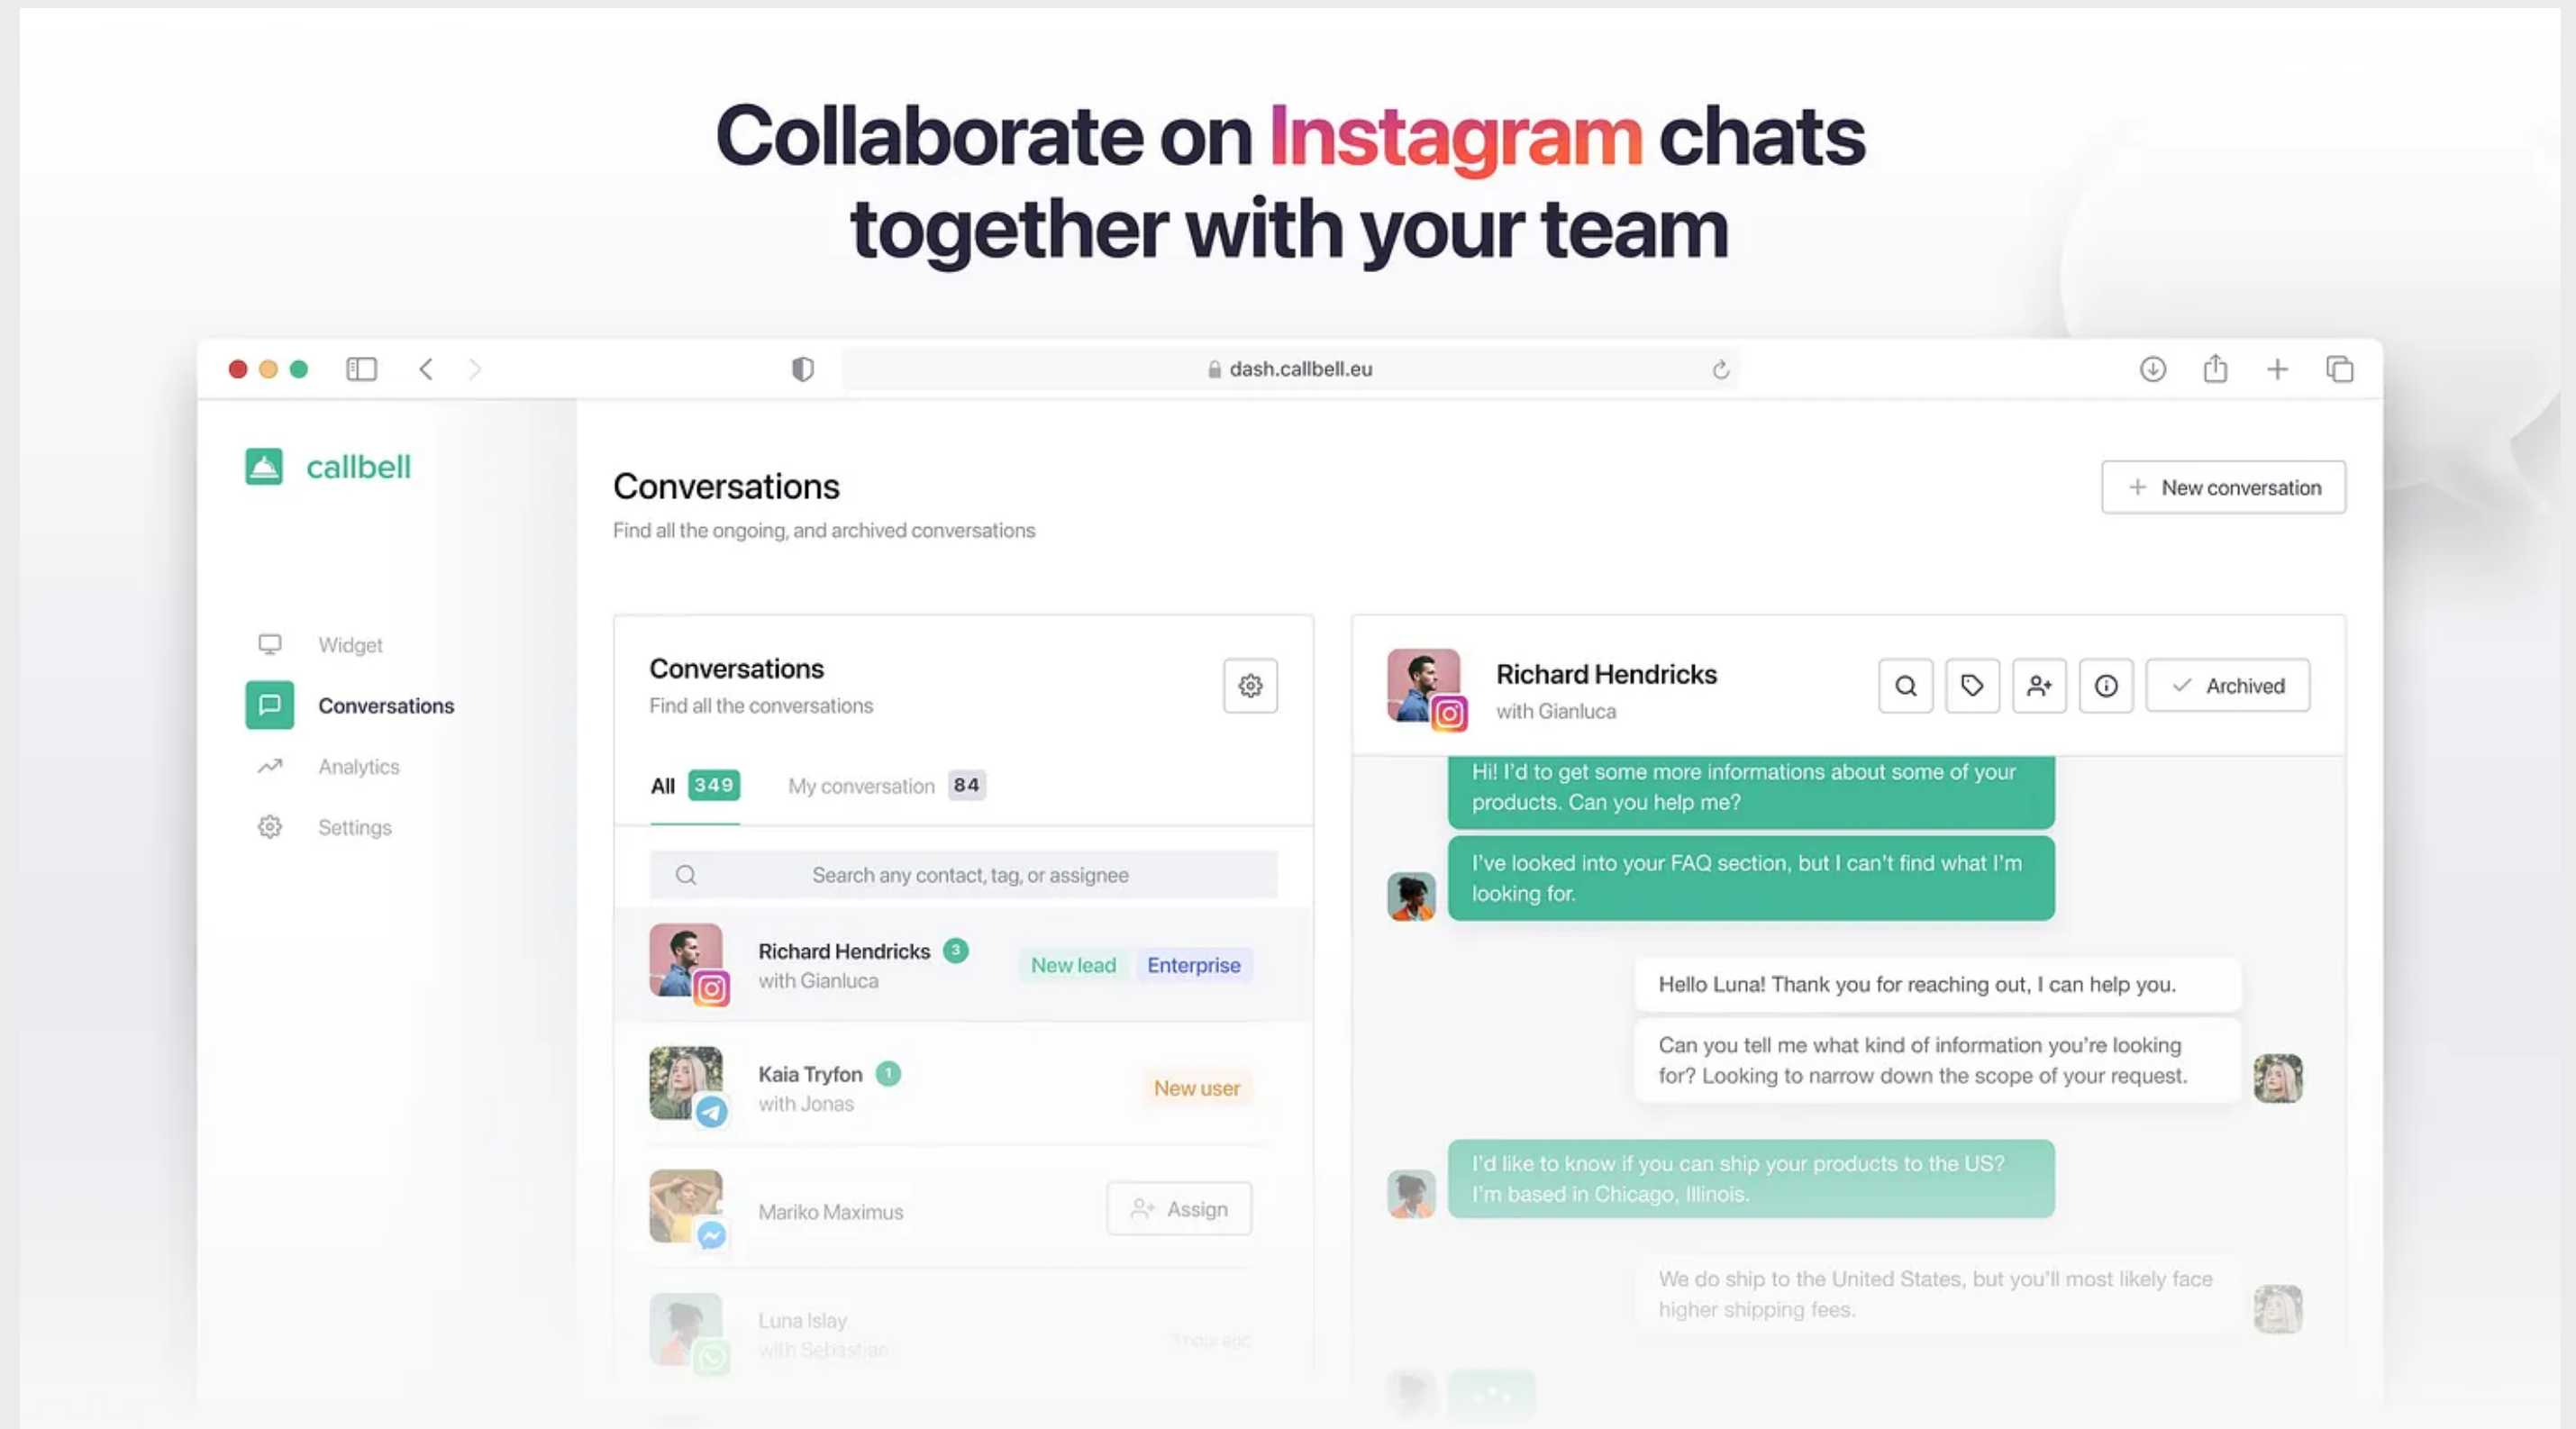 Collaborate on Instagram chats
together with your team
dash.callbell.eu
callbell
Widget
Conversations
Analytics
Settings
Conversations
Find all the ongoing, and archived conversations
+ New conversation
Conversations
Find all the conversations
All 349
My conversation 84
Search any contact, tag, or assignee
Richard Hendricks 3
with Gianluca
New lead
Enterprise
Kaia Tryfon 1
with Jonas
New user
Mariko Maximus
Assign
Luna Islay
with Sebastian
1 hour ago
Richard Hendricks
with Gianluca
Archived
Hi! I'd to get some more informations about some of your
products. Can you help me?
I've looked into your FAQ section, but I can't find what I'm
looking for.
Hello Luna! Thank you for reaching out, I can help you.
Can you tell me what kind of information you're looking
for? Looking to narrow down the scope of your request.
I'd like to know if you can ship your products to the US?
I'm based in Chicago, Illinois.
We do ship to the United States, but you'll most likely face
higher shipping fees.